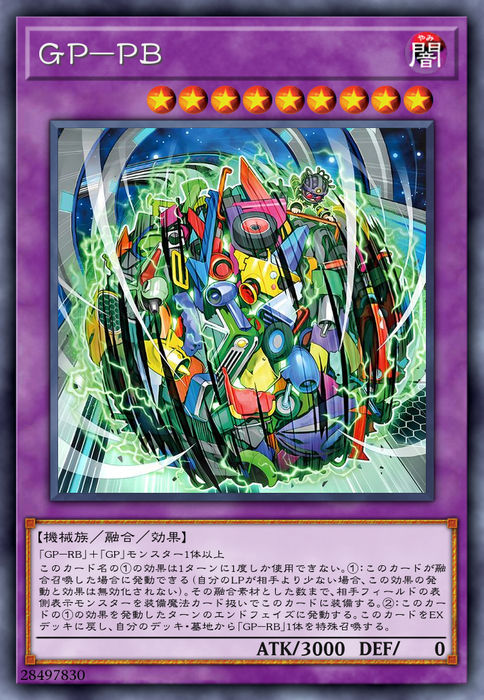 GP－PB
やみ
闇
【機械族／融合／効果】
「GP－RB」＋「GP」モンスター1体以上
このカード名の①の効果は1ターンに1度しか使用できない。①：このカードが融
合召喚した場合に発動できる（自分のLPが相手より少ない場合、この効果の発
動と効果は無効化されない）。その融合素材とした数まで、相手フィールドの表
側表示モンスターを装備魔法カード扱いでこのカードに装備する。②：このカー
ドの①の効果を発動したターンのエンドフェイズに発動する。このカードをEX
デッキに戻し、自分のデッキ・墓地から「GP－RB」1体を特殊召喚する。
ATK/3000 DEF/ 0
28497830